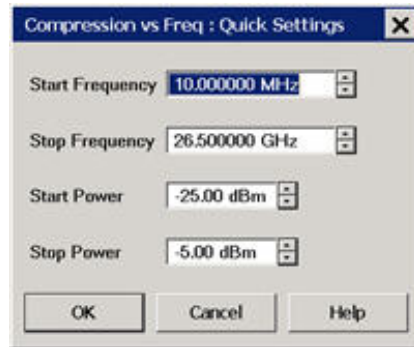 Compression vs Freq : Quick Settings
Start Frequency 10.000000 MHz
Stop Frequency 26.500000 GHz
Start Power -25.00 dBm
Stop Power -5.00 dBm
OK Cancel Help